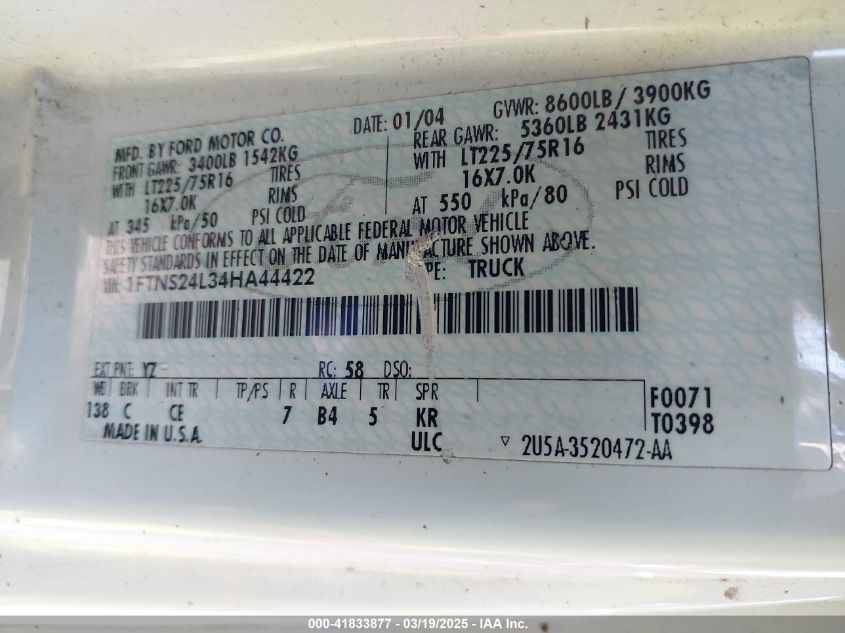 MFD. BY FORD MOTOR CO. DATE: 01/04 GVWR: 8600LB / 3900KG
FRONT GAWR: 3400LB 1542KG REAR GAWR: 5360LB 2431KG
WITH LT225/75R16 TIRES WITH LT225/75R16 TIRES
16X7.0K RIMS 16X7.0K RIMS
AT 345 kPa/50 PSI COLD AT 550 kPa/80 PSI COLD
THIS VEHICLE CONFORMS TO ALL APPLICABLE FEDERAL MOTOR VEHICLE
SAFETY STANDARDS IN EFFECT ON THE DATE OF MANUFACTURE SHOWN ABOVE.
VIN: 1FTNS24L34HA44422 TRUCK
EXT PNT: YZ RC: 58 DSO:
WB BRK INT TR TP/PS R AXLE TR SPR F0071
138 C CE 7 B4 5 KR T0398
MADE IN U.S.A. ULC ▽ 2U5A-3520472-AA
000-41833877 - 03/19/2025 - IAA Inc.